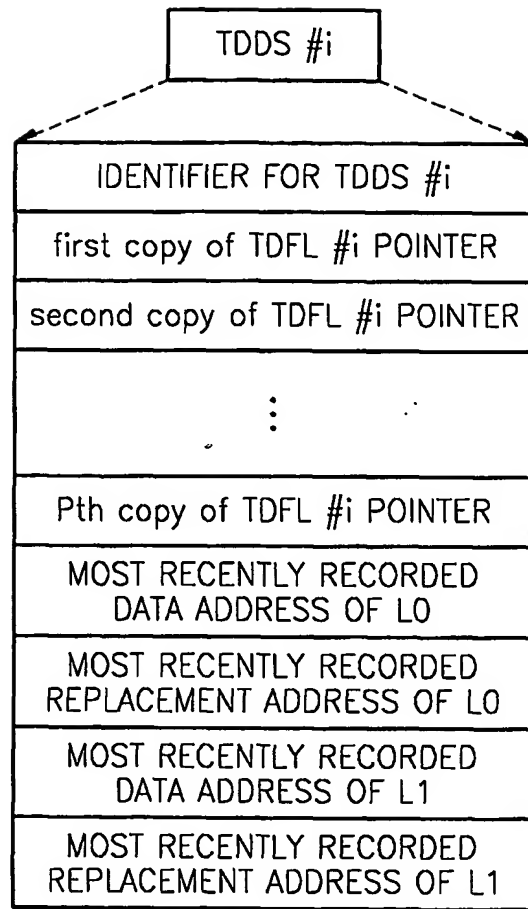 TDDS #i
IDENTIFIER FOR TDDS #i
first copy of TDFL #i POINTER
second copy of TDFL #i POINTER
⋮
Pth copy of TDFL #i POINTER
MOST RECENTLY RECORDED
DATA ADDRESS OF L0
MOST RECENTLY RECORDED
REPLACEMENT ADDRESS OF L0
MOST RECENTLY RECORDED
DATA ADDRESS OF L1
MOST RECENTLY RECORDED
REPLACEMENT ADDRESS OF L1